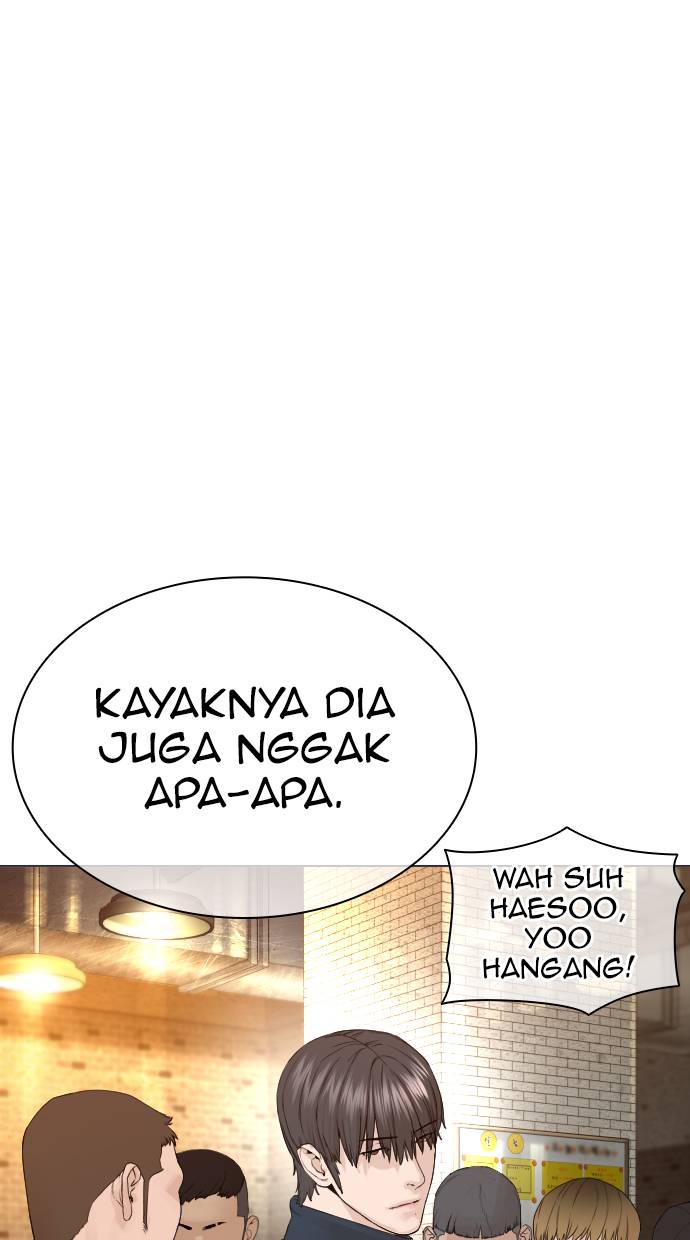 KAYAKNYA DIA
JUGA NGGAK
APA-APA.
WAH SUH
HAESOO,
YOO
HANGANG!